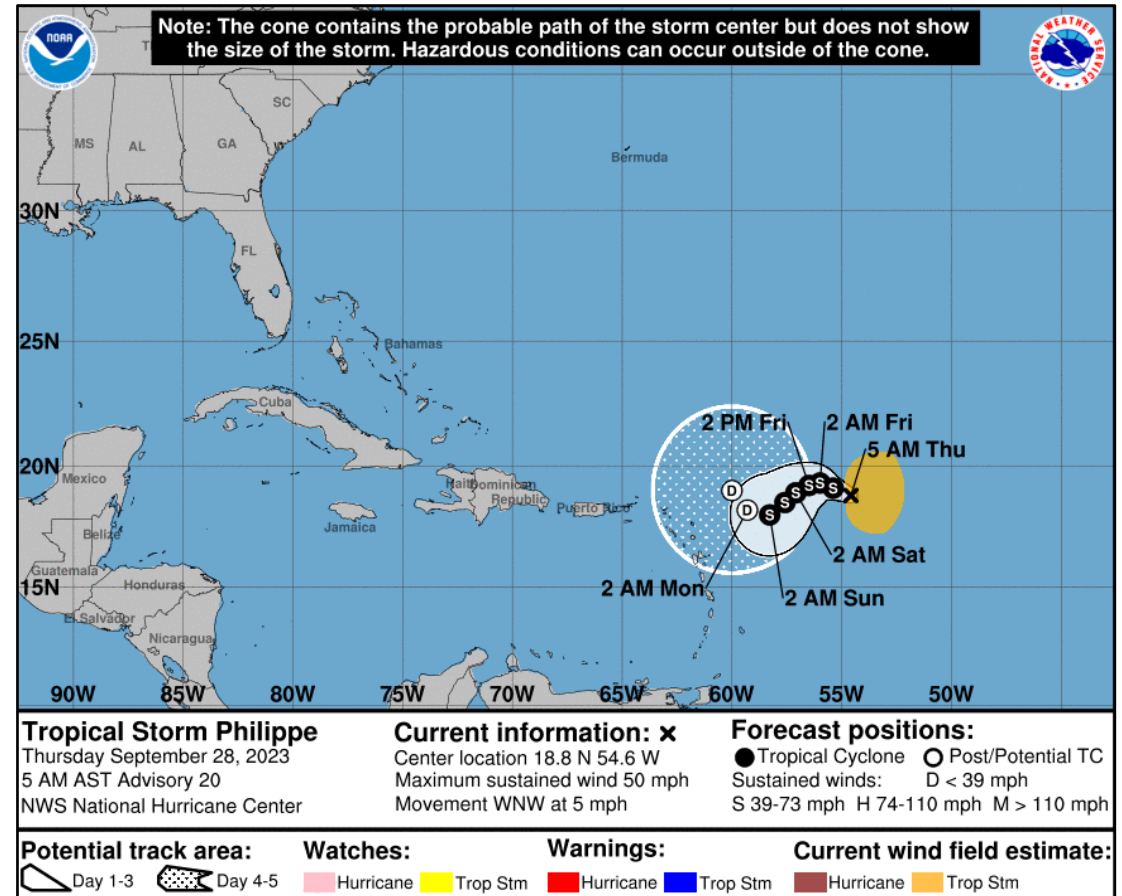 Note: The cone contains the probable path of the storm center but does not show
the size of the storm. Hazardous conditions can occur outside of the cone.
NOAA
NATIONAL WEATHER SERVICE
SC
MS
AL
GA
Bermuda
30N
FL
25N
Bahamas
Cuba
2 PM Fri
2 AM Fri
5 AM Thu
20N
Mexico
Haiti
Dominican
Republic
Puerto Rico
Jamaica
D
D
S
S
S
S
S
S
S
Belize
2 AM Sat
Guatemala
15N
Honduras
2 AM Mon
2 AM Sun
El Salvador
Nicaragua
90W
85W
80W
75W
70W
65W
60W
55W
50W
Tropical Storm Philippe
Thursday September 28, 2023
5 AM AST Advisory 20
NWS National Hurricane Center
Current information: x
Center location 18.8 N 54.6 W
Maximum sustained wind 50 mph
Movement WNW at 5 mph
Forecast positions:
Tropical Cyclone
Post/Potential TC
Sustained winds: D < 39 mph
S 39-73 mph H 74-110 mph M > 110 mph
Potential track area:
Day 1-3
Day 4-5
Watches:
Hurricane
Trop Stm
Warnings:
Hurricane
Trop Stm
Current wind field estimate:
Hurricane
Trop Stm